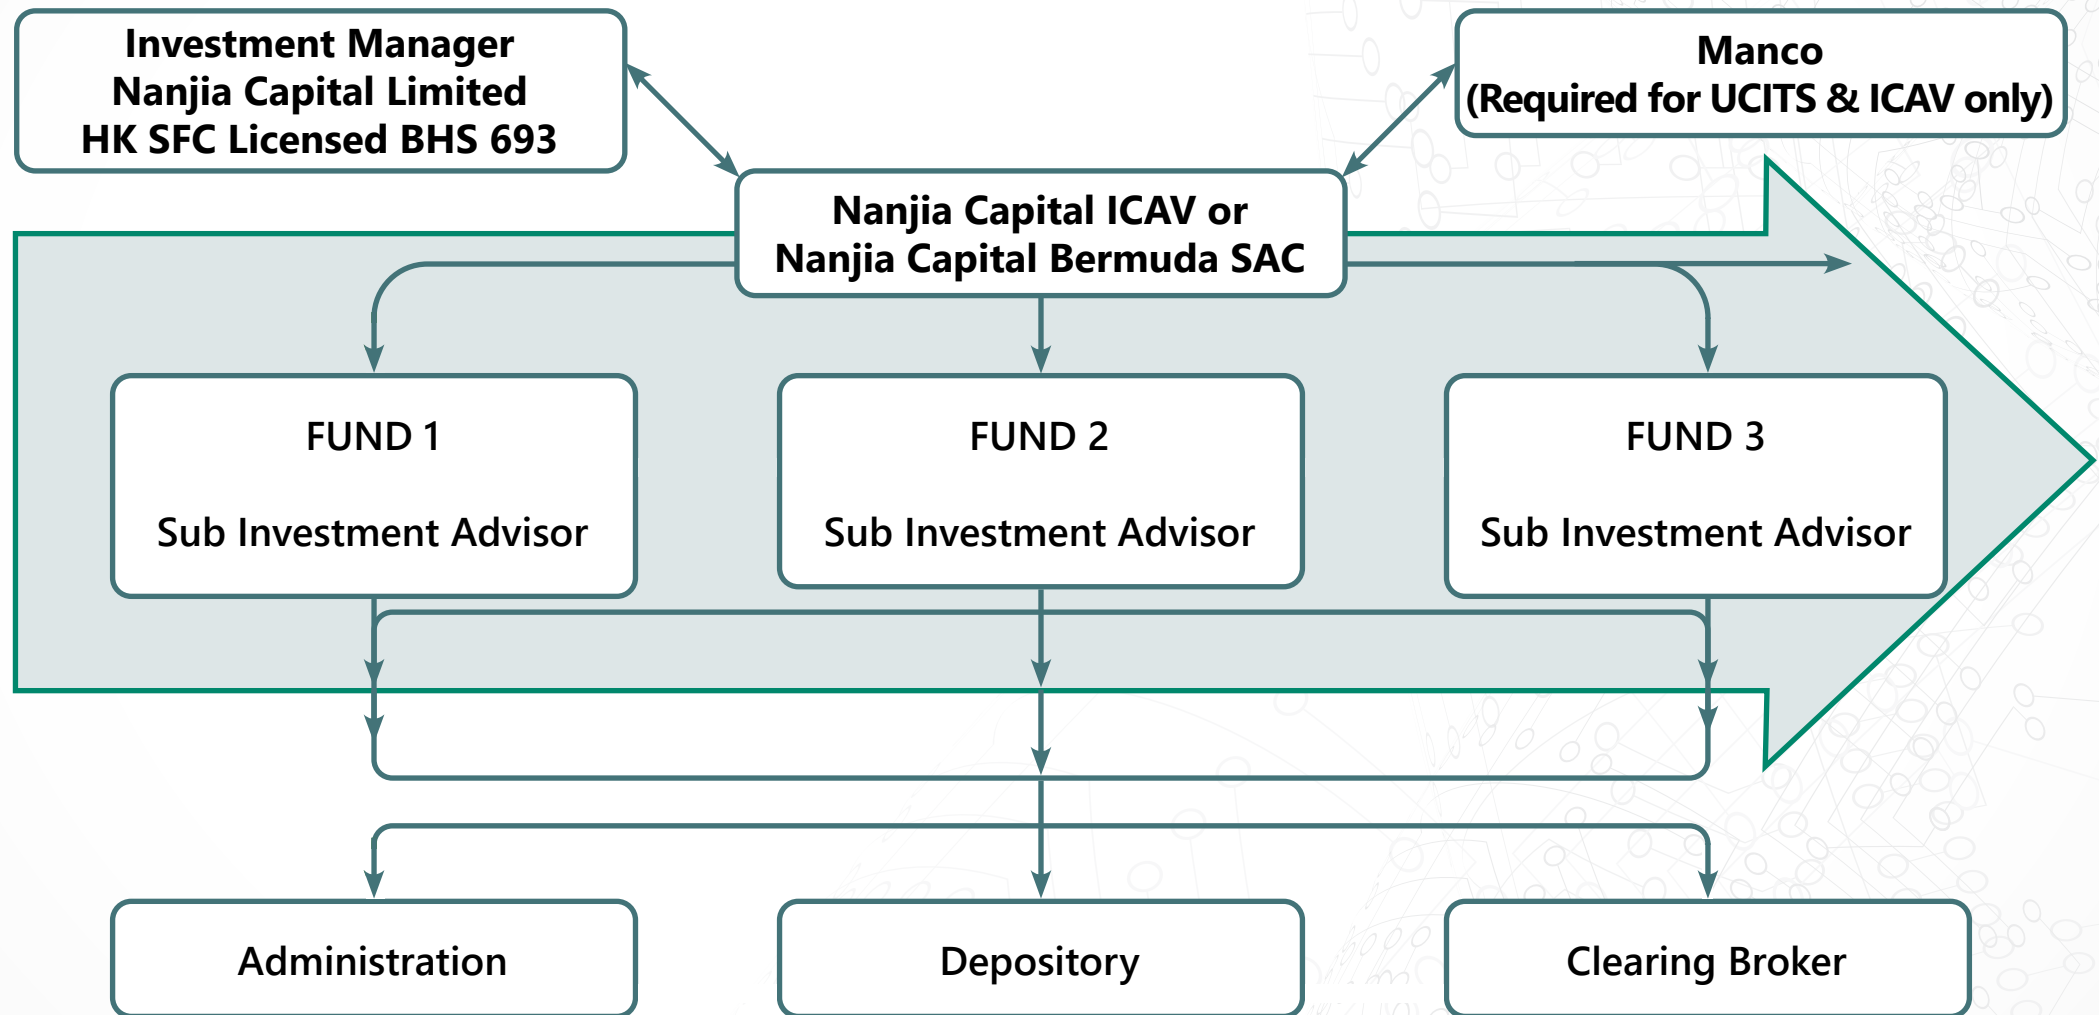 Investment Manager
Nanjia Capital Limited
HK SFC Licensed BHS 693
Manco
(Required for UCITS & ICAV only)
Nanjia Capital ICAV or
Nanjia Capital Bermuda SAC
FUND 1
Sub Investment Advisor
FUND 2
Sub Investment Advisor
FUND 3
Sub Investment Advisor
Administration
Depository
Clearing Broker